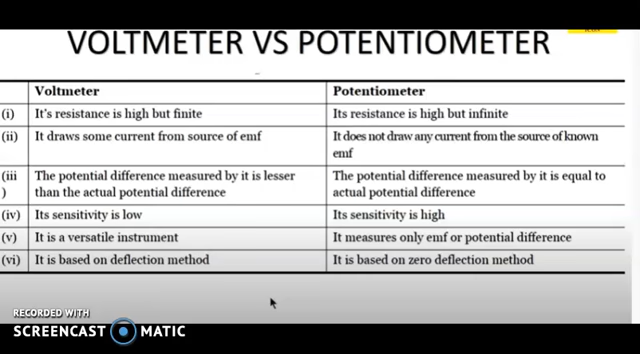 VOLTMETER VS POTENTIOMETER
Voltmeter Potentiometer
(i) It's resistance is high but finite Its resistance is high but infinite
(ii) It draws some current from source of emf It does not draw any current from the source of known
emf
(iii The potential difference measured by it is lesser The potential difference measured by it is equal to
) than the actual potential difference actual potential difference
(iv) Its sensitivity is low Its sensitivity is high
(v) It is a versatile instrument It measures only emf or potential difference
(vi) It is based on deflection method It is based on zero deflection method
RECORDED WITH
SCREENCAST MATIC